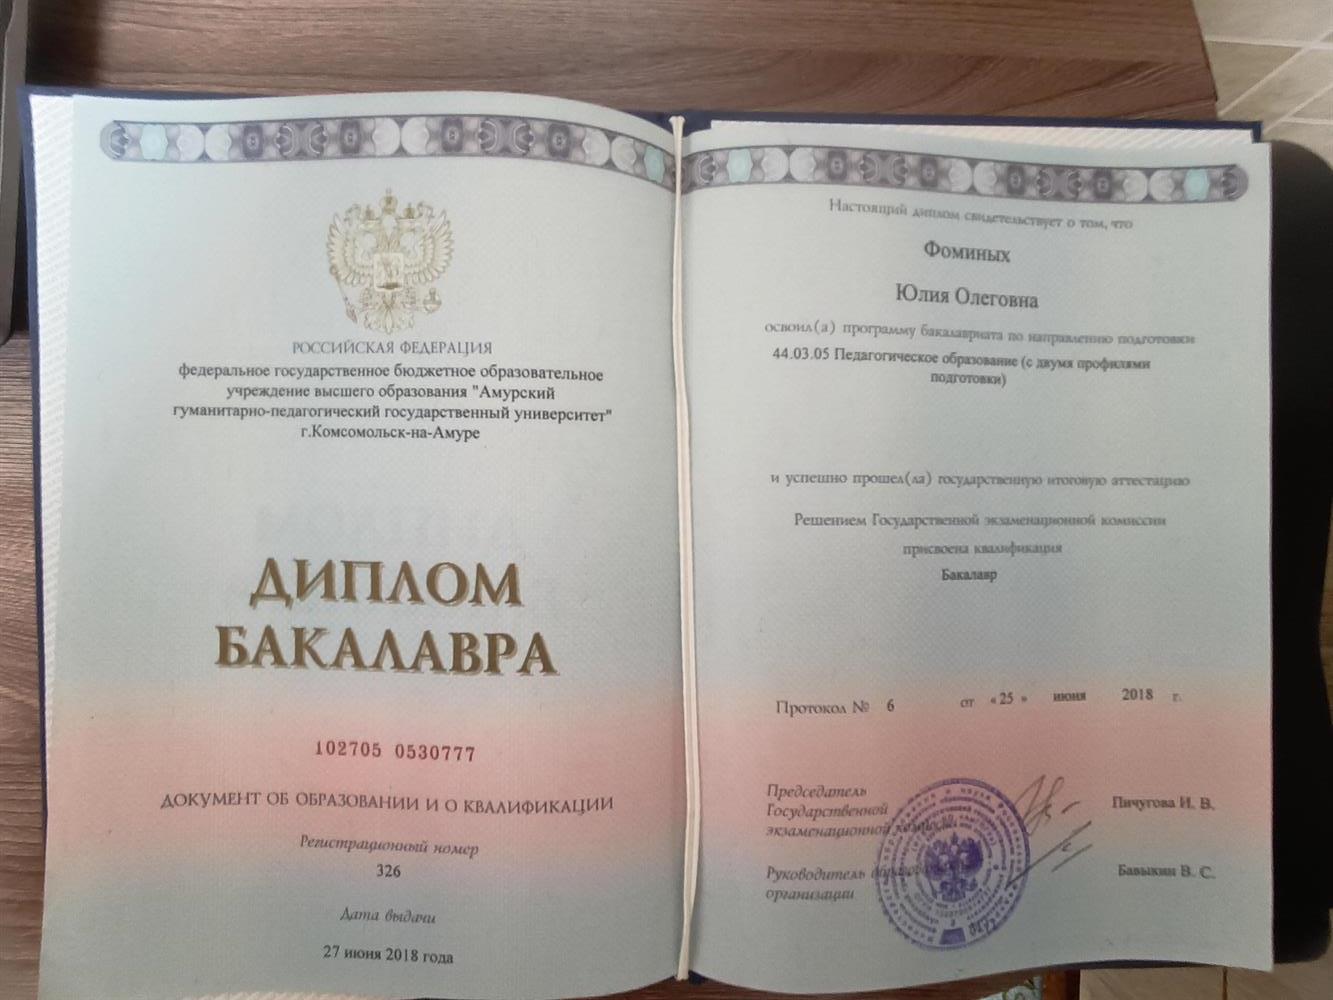 РОССИЙСКАЯ ФЕДЕРАЦИЯ
федеральное государственное бюджетное образовательное
учреждение высшего образования "Амурский
гуманитарно-педагогический государственный университет"
г.Комсомольск-на-Амуре
ДИПЛОМ
БАКАЛАВРА
102705 0530777
ДОКУМЕНТ ОБ ОБРАЗОВАНИИ И О КВАЛИФИКАЦИИ
Регистрационный номер
326
Дата выдачи
27 июня 2018 года
Настоящий диплом свидетельствует о том, что
Фоминых
Юлия Олеговна
освоил(а) программу бакалавриата по направлению подготовки
44.03.05 Педагогическое образование (с двумя профилями
подготовки)
и успешно прошел(ла) государственную итоговую аттестацию
Решением Государственной экзаменационной комиссии
присвоена квалификация
Бакалавр
Протокол № 6 от «25» июня 2018 г.
Председатель
Государственной
экзаменационной комиссии
Пичугова И. В.
Руководитель
организации
Бавыкин В. С.